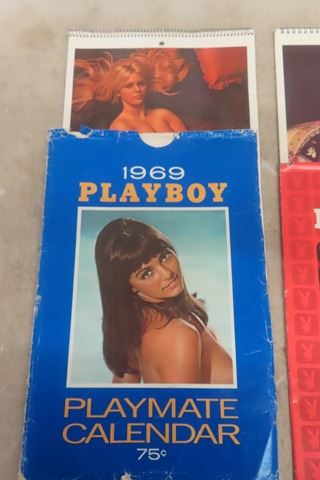 1969
PLAYBOY
PLAYMATE
CALENDAR
75¢